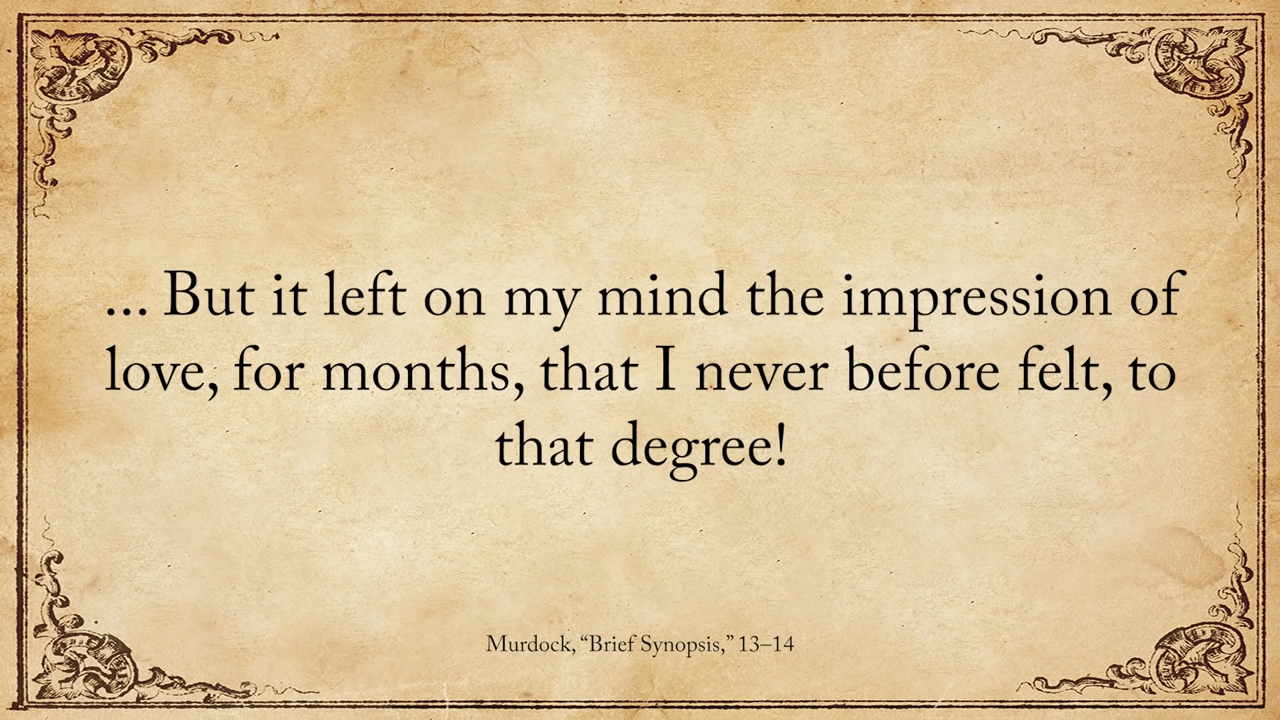 ... But it left on my mind the impression of
love, for months, that I never before felt, to
that degree!
Murdock, “Brief Synopsis,” 13–14